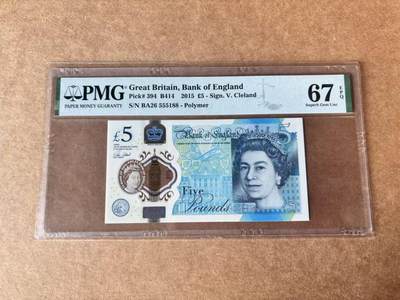 PMG
PAPER MONEY GUARANTY
Great Britain, Bank of England
Pick# 394 B414 2015 £5 - Sign. V. Cleland
S/N BA26 555188 - Polymer
67 EPQ
Superb Gem Unc
£5
Bank of England
Five
Pounds